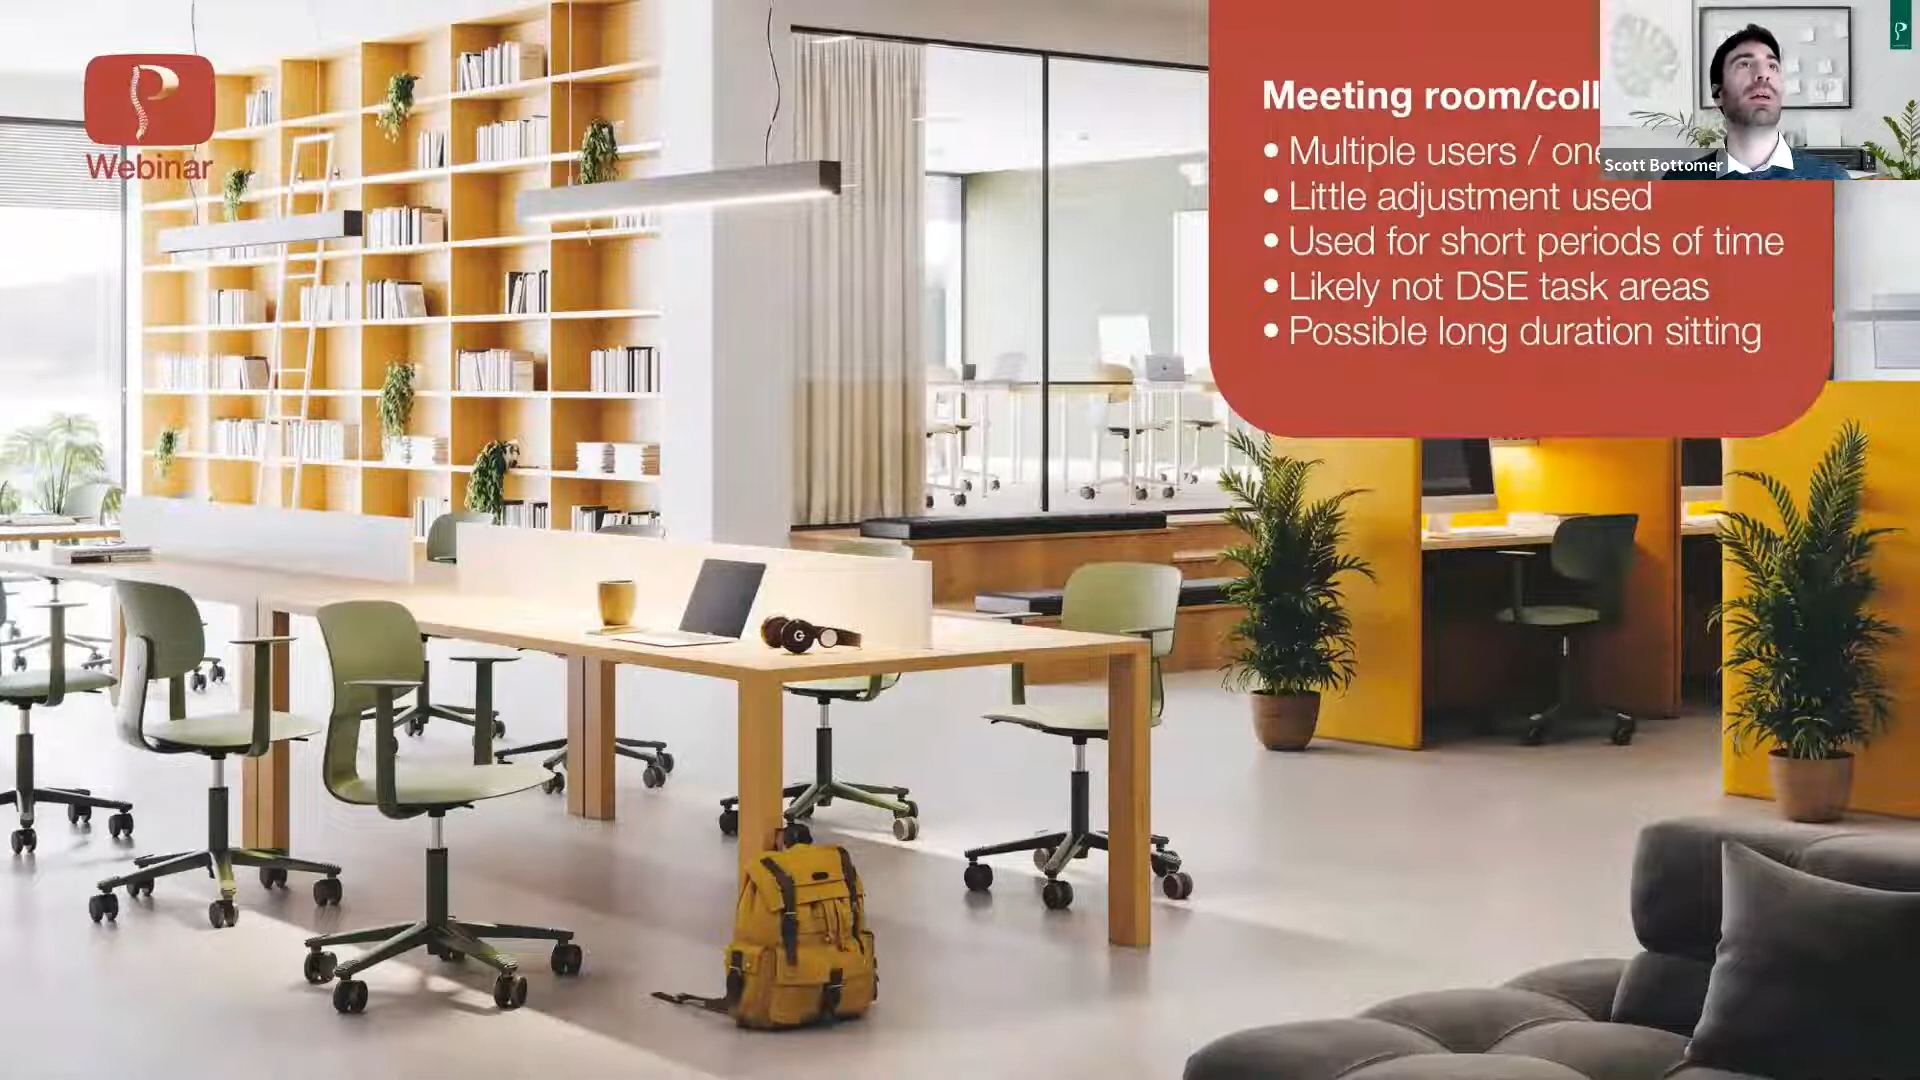 Webinar
Meeting room/coll
• Multiple users / one
• Little adjustment used
• Used for short periods of time
• Likely not DSE task areas
• Possible long duration sitting
Scott Bottomer